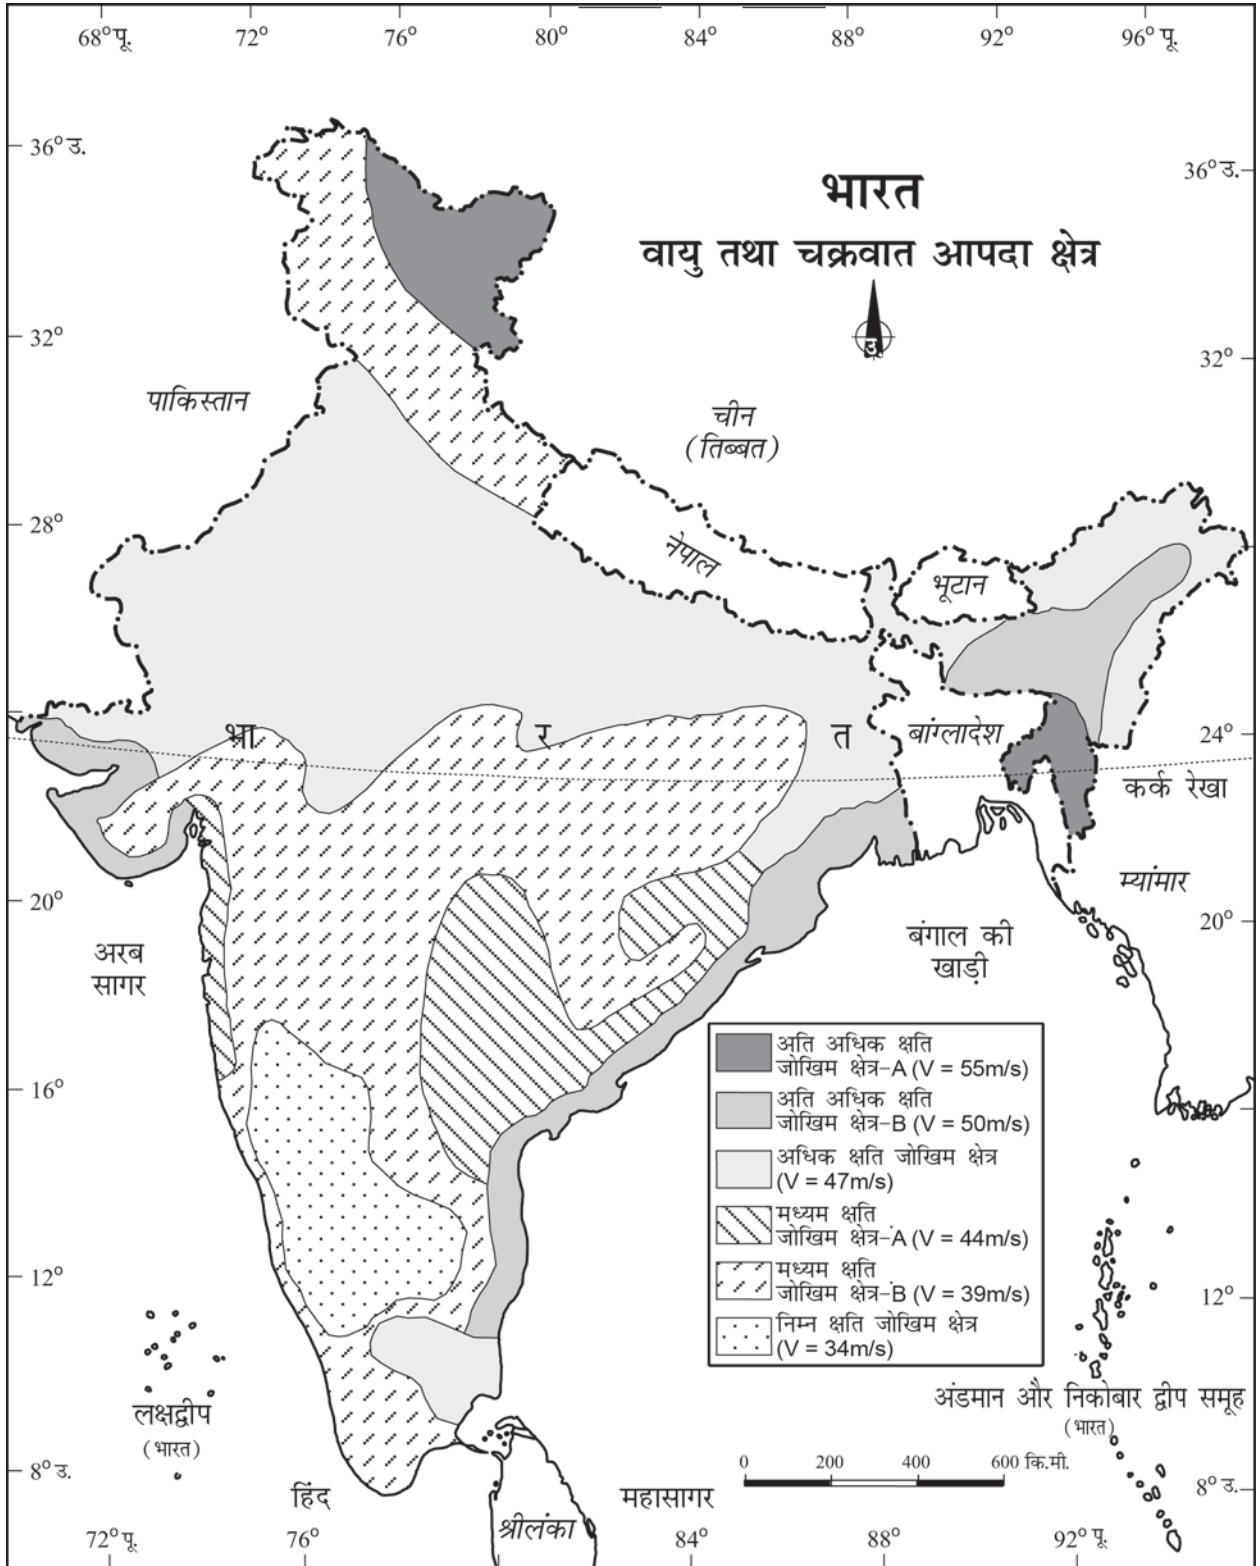 68° पू.
72°
76°
80°
84°
88°
92°
96° पू.
36° उ.
36° उ.
भारत
वायु तथा चक्रवात आपदा क्षेत्र
उ
32°
32°
पाकिस्तान
चीन
(तिब्बत)
28°
नेपाल
भूटान
भा र त
बांग्लादेश
24°
कर्क रेखा
म्यांमार
20°
20°
अरब
सागर
बंगाल की
खाड़ी
अति अधिक क्षति
जोखिम क्षेत्र-A (V = 55m/s)
अति अधिक क्षति
जोखिम क्षेत्र-B (V = 50m/s)
अधिक क्षति जोखिम क्षेत्र
(V = 47m/s)
मध्यम क्षति
जोखिम क्षेत्र-A (V = 44m/s)
मध्यम क्षति
जोखिम क्षेत्र-B (V = 39m/s)
निम्न क्षति जोखिम क्षेत्र
(V = 34m/s)
16°
12°
12°
लक्षद्वीप
(भारत)
अंडमान और निकोबार द्वीप समूह
(भारत)
0 200 400 600 कि.मी.
8° उ.
8° उ.
हिंद
महासागर
श्रीलंका
72° पू.
76°
84°
88°
92° पू.